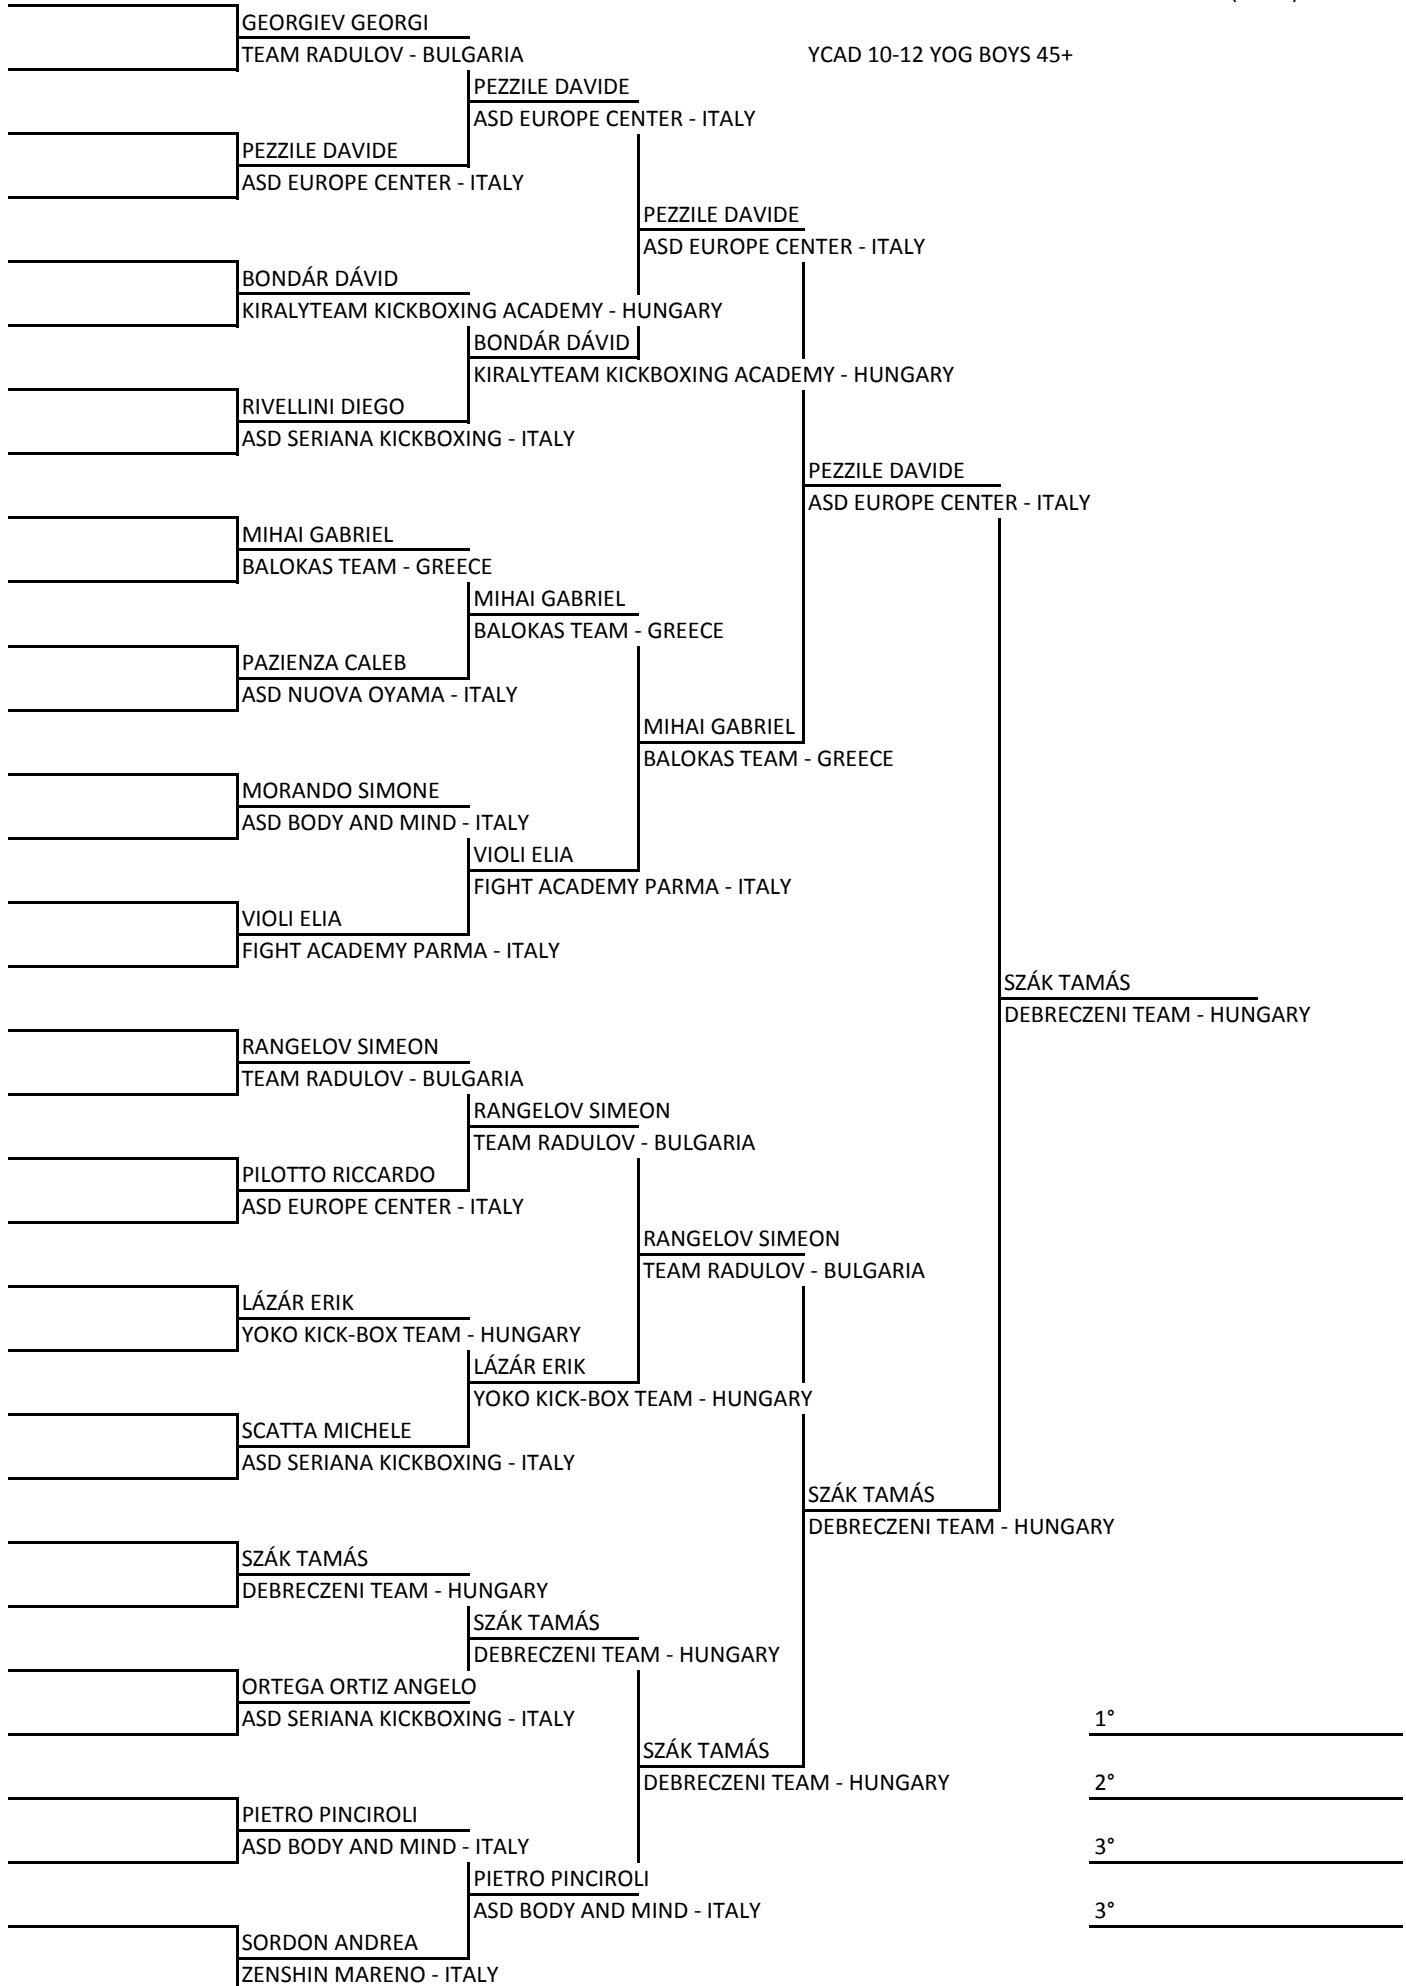 GEORGIEV GEORGI
TEAM RADULOV - BULGARIA
YCAD 10-12 YOG BOYS 45+
PEZZILE DAVIDE
ASD EUROPE CENTER - ITALY
PEZZILE DAVIDE
ASD EUROPE CENTER - ITALY
PEZZILE DAVIDE
ASD EUROPE CENTER - ITALY
BONDÁR DÁVID
KIRALYTEAM KICKBOXING ACADEMY - HUNGARY
BONDÁR DÁVID
KIRALYTEAM KICKBOXING ACADEMY - HUNGARY
RIVELLINI DIEGO
ASD SERIANA KICKBOXING - ITALY
PEZZILE DAVIDE
ASD EUROPE CENTER - ITALY
MIHAI GABRIEL
BALOKAS TEAM - GREECE
MIHAI GABRIEL
BALOKAS TEAM - GREECE
PAZIENZA CALEB
ASD NUOVA OYAMA - ITALY
MIHAI GABRIEL
BALOKAS TEAM - GREECE
MORANDO SIMONE
ASD BODY AND MIND - ITALY
VIOLI ELIA
FIGHT ACADEMY PARMA - ITALY
VIOLI ELIA
FIGHT ACADEMY PARMA - ITALY
SZÁK TAMÁS
DEBRECZENI TEAM - HUNGARY
RANGELOV SIMEON
TEAM RADULOV - BULGARIA
RANGELOV SIMEON
TEAM RADULOV - BULGARIA
PILOTTO RICCARDO
ASD EUROPE CENTER - ITALY
RANGELOV SIMEON
TEAM RADULOV - BULGARIA
LÁZÁR ERIK
YOKO KICK-BOX TEAM - HUNGARY
LÁZÁR ERIK
YOKO KICK-BOX TEAM - HUNGARY
SCATTA MICHELE
ASD SERIANA KICKBOXING - ITALY
SZÁK TAMÁS
DEBRECZENI TEAM - HUNGARY
SZÁK TAMÁS
DEBRECZENI TEAM - HUNGARY
SZÁK TAMÁS
DEBRECZENI TEAM - HUNGARY
ORTEGA ORTIZ ANGELO
ASD SERIANA KICKBOXING - ITALY
1°
SZÁK TAMÁS
DEBRECZENI TEAM - HUNGARY
2°
PIETRO PINCIROLI
ASD BODY AND MIND - ITALY
3°
PIETRO PINCIROLI
ASD BODY AND MIND - ITALY
3°
SORDON ANDREA
ZENSHIN MARENO - ITALY